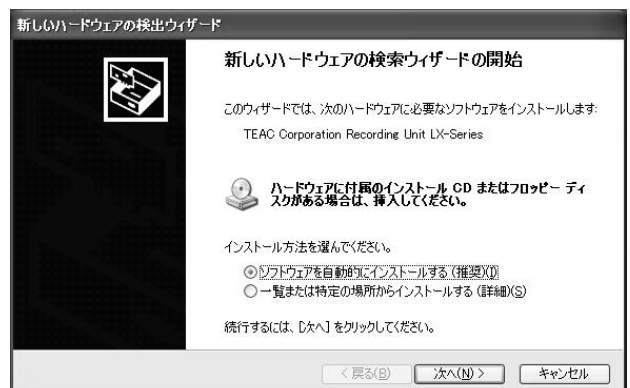 新しいハードウェアの検出ウィザード
新しいハードウェアの検索ウィザードの開始
このウィザードでは、次のハードウェアに必要なソフトウェアをインストールします:
TEAC Corporation Recording Unit LX-Series
ハードウェアに付属のインストール CD またはフロッピー ディ
スクがある場合は、挿入してください。
インストール方法を選んでください。
ソフトウェアを自動的にインストールする (推奨)(I)
一覧または特定の場所からインストールする (詳細)(S)
続行するには、[次へ] をクリックしてください。
< 戻る(B) 次へ(N) > キャンセル